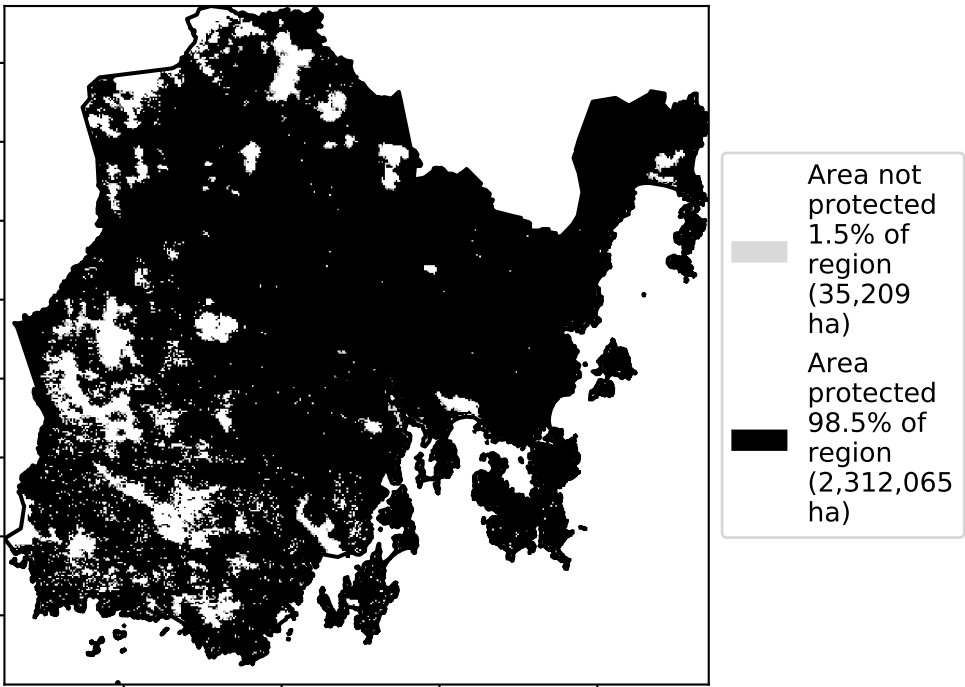 Area not
protected
1.5% of
region
(35,209
ha)
Area
protected
98.5% of
region
(2,312,065
ha)